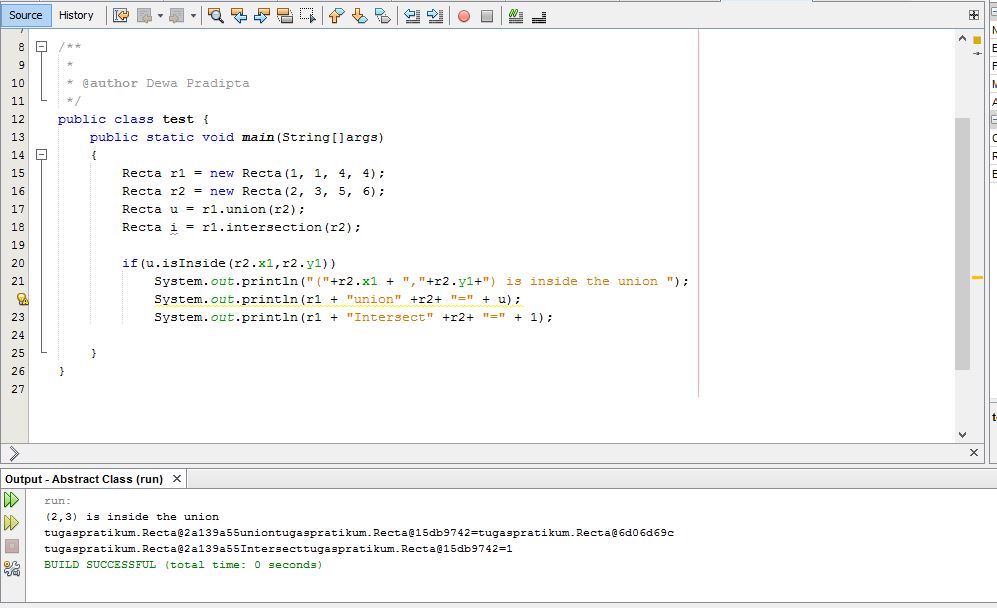 Source History
7
8 /**
9 *
10 * @author Dewa Pradipta
11 */
12 public class test {
13 public static void main(String[]args)
14 {
15 Recta r1 = new Recta(1, 1, 4, 4);
16 Recta r2 = new Recta(2, 3, 5, 6);
17 Recta u = r1.union(r2);
18 Recta i = r1.intersection(r2);
19
20 if(u.isInside(r2.x1,r2.y1))
21 System.out.println("("+r2.x1 + ","+r2.y1+") is inside the union ");
System.out.println(r1 + "union" +r2+ "=" + u);
23 System.out.println(r1 + "Intersect" +r2+ "=" + 1);
24
25 }
26 }
27
Output - Abstract Class (run)
run:
(2,3) is inside the union
tugaspratikum.Recta@2a139a55uniontugaspratikum.Recta@15db9742=tugaspratikum.Recta@6d06d69c
tugaspratikum.Recta@2a139a55Intersecttugaspratikum.Recta@15db9742=1
BUILD SUCCESSFUL (total time: 0 seconds)